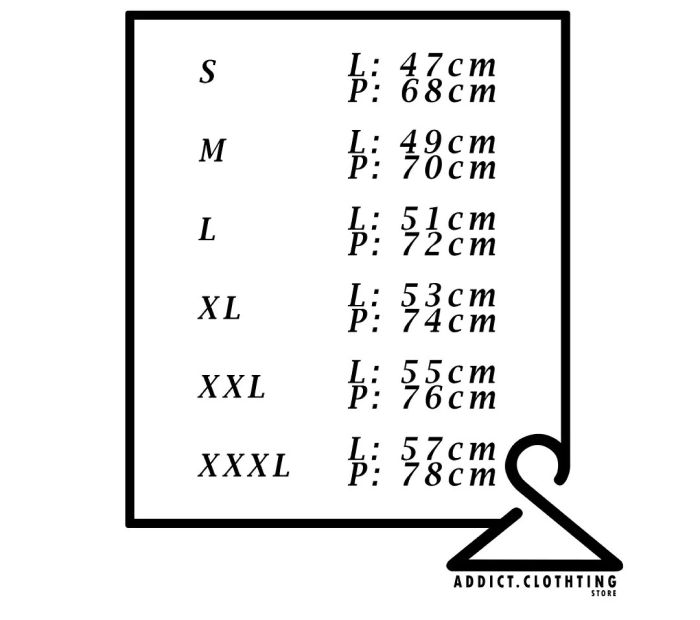 S
L: 47cm
P: 68cm
M
L: 49cm
P: 70cm
L
L: 51cm
P: 72cm
XL
L: 53cm
P: 74cm
XXL
L: 55cm
P: 76cm
XXXL
L: 57cm
P: 78cm
ADDICT.CLOTHTING
STORE